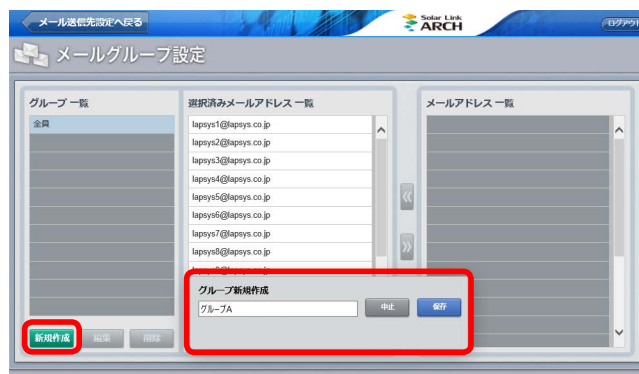 メール送信先設定へ戻る
Solar Link
ARCH
ログアウト
メールグループ設定
グループ 一覧
選択済みメールアドレス 一覧
メールアドレス 一覧
全員
lapsys1@lapsys.co.jp
lapsys2@lapsys.co.jp
lapsys3@lapsys.co.jp
lapsys4@lapsys.co.jp
lapsys5@lapsys.co.jp
lapsys6@lapsys.co.jp
lapsys7@lapsys.co.jp
lapsys8@lapsys.co.jp
グループ新規作成
グループA
中止
保存
新規作成
編集
削除